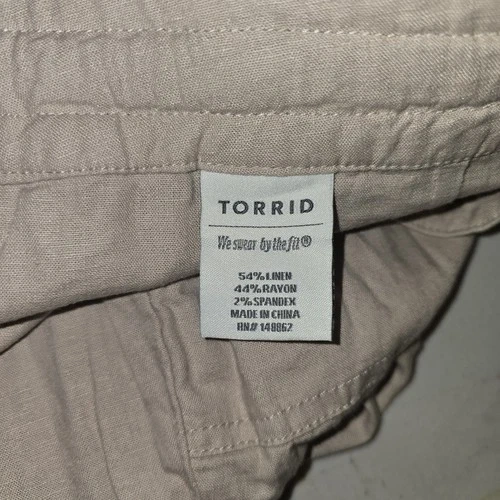 TORRID
We swear by the fit®
54% LINEN
44% RAYON
2% SPANDEX
MADE IN CHINA
RN# 148862